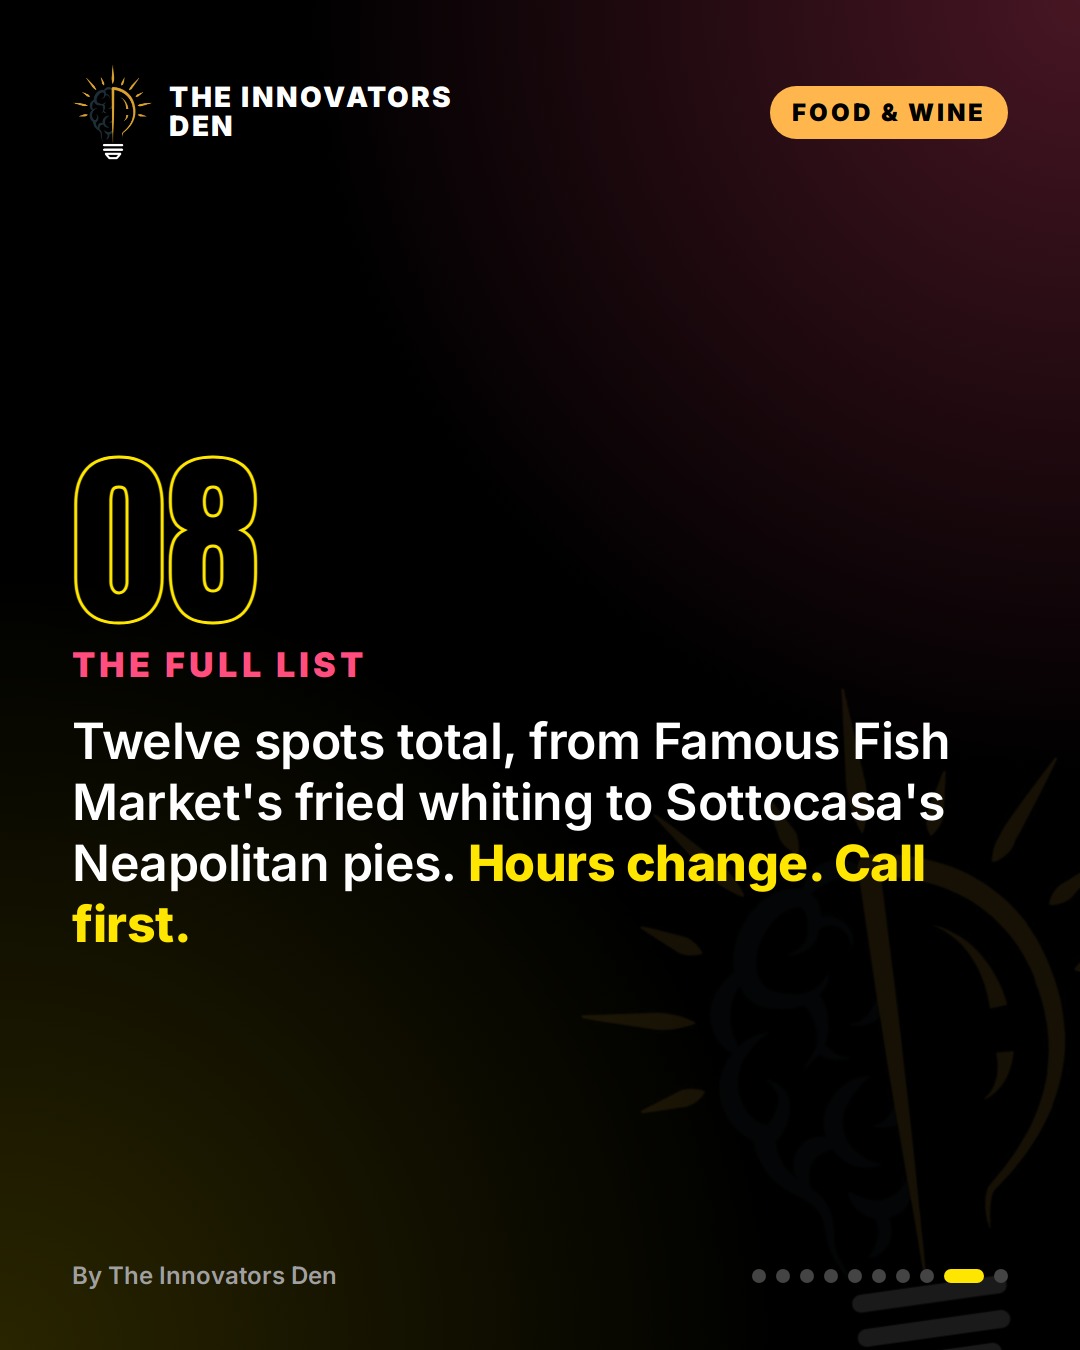 THE INNOVATORS
DEN
FOOD & WINE
08
THE FULL LIST
Twelve spots total, from Famous Fish
Market's fried whiting to Sottocasa's
Neapolitan pies. Hours change. Call
first.
By The Innovators Den